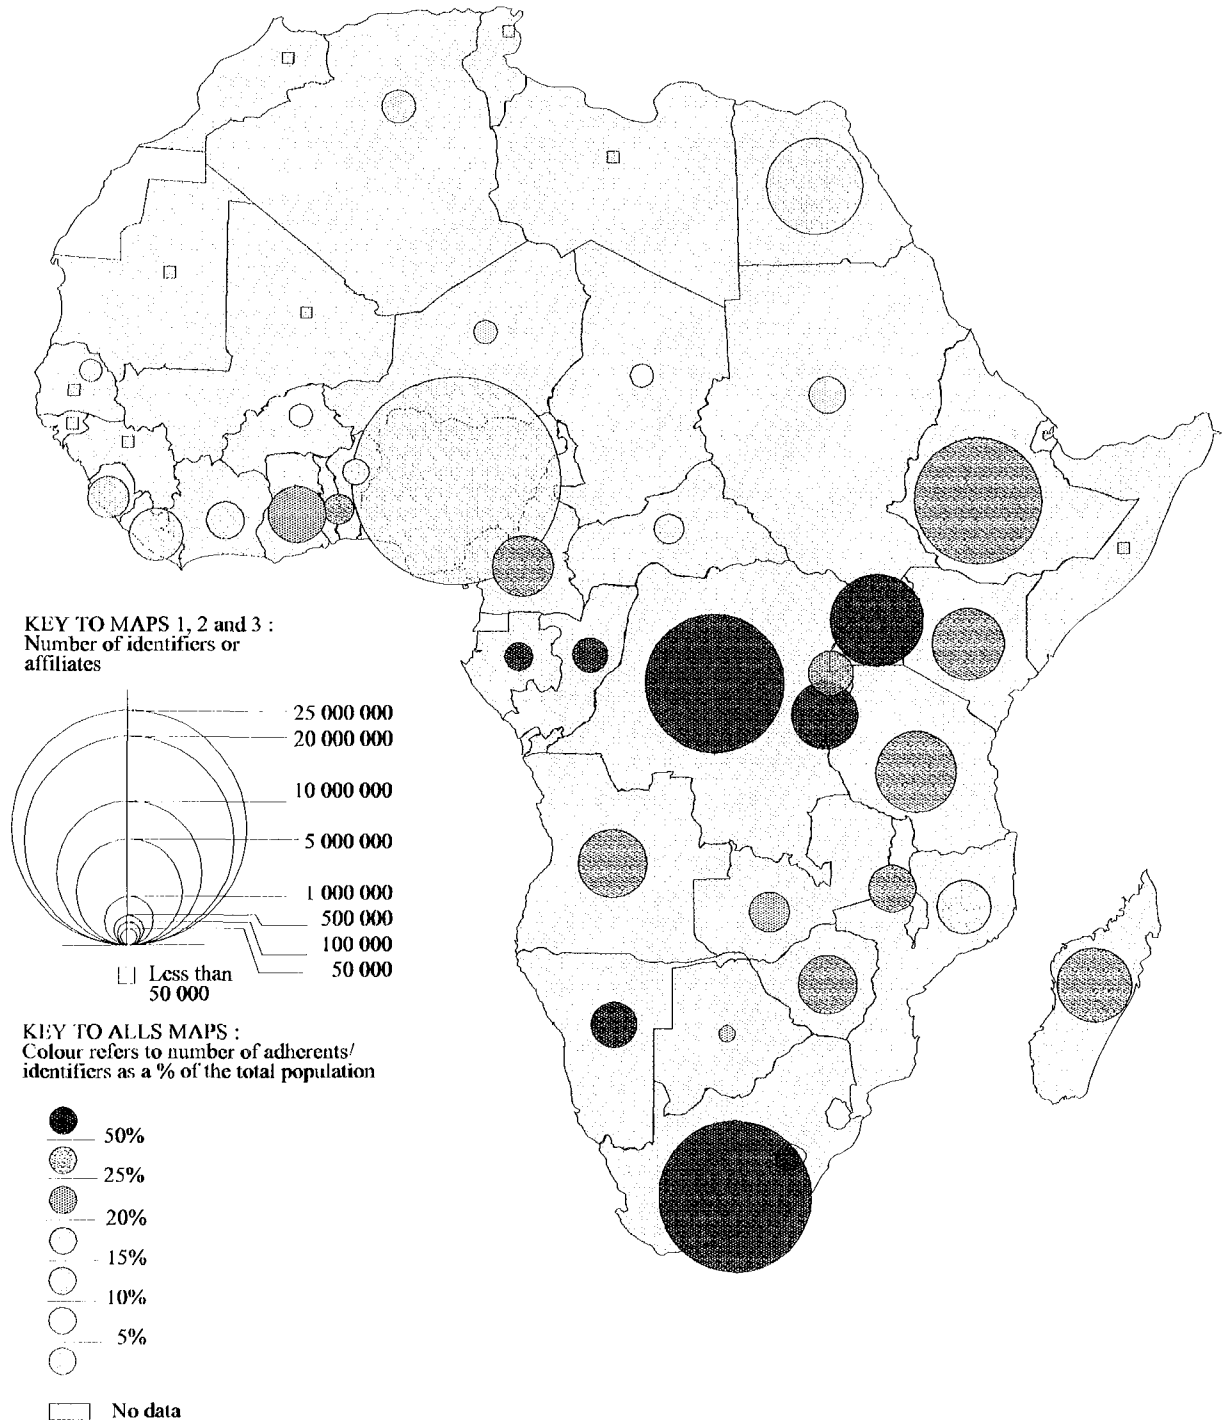 KEY TO MAPS 1, 2 and 3 :
Number of identifiers or
affiliates
25 000 000
20 000 000
10 000 000
5 000 000
1 000 000
500 000
100 000
50 000
Less than
50 000
KEY TO ALLS MAPS :
Colour refers to number of adherents/
identifiers as a % of the total population
50%
25%
20%
15%
10%
5%
No data